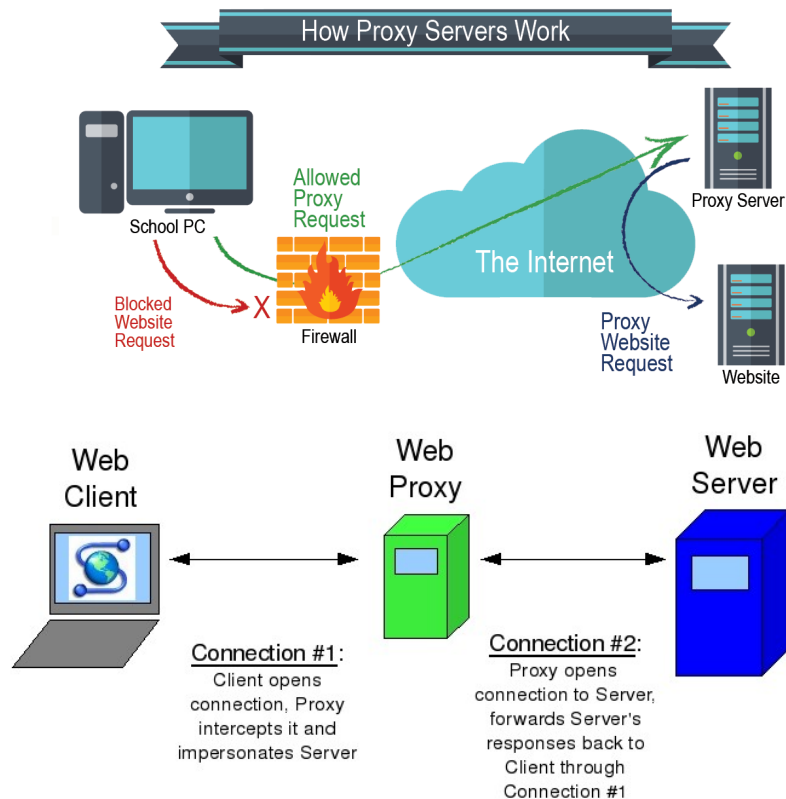 How Proxy Servers Work
Allowed
Proxy
Request
School PC
Proxy Server
The Internet
Blocked
Website
Request
X
Firewall
Proxy
Website
Request
Website
Web
Client
Web
Proxy
Web
Server
Connection #1:
Client opens
connection, Proxy
intercepts it and
impersonates Server
Connection #2:
Proxy opens
connection to Server,
forwards Server's
responses back to
Client through
Connection #1